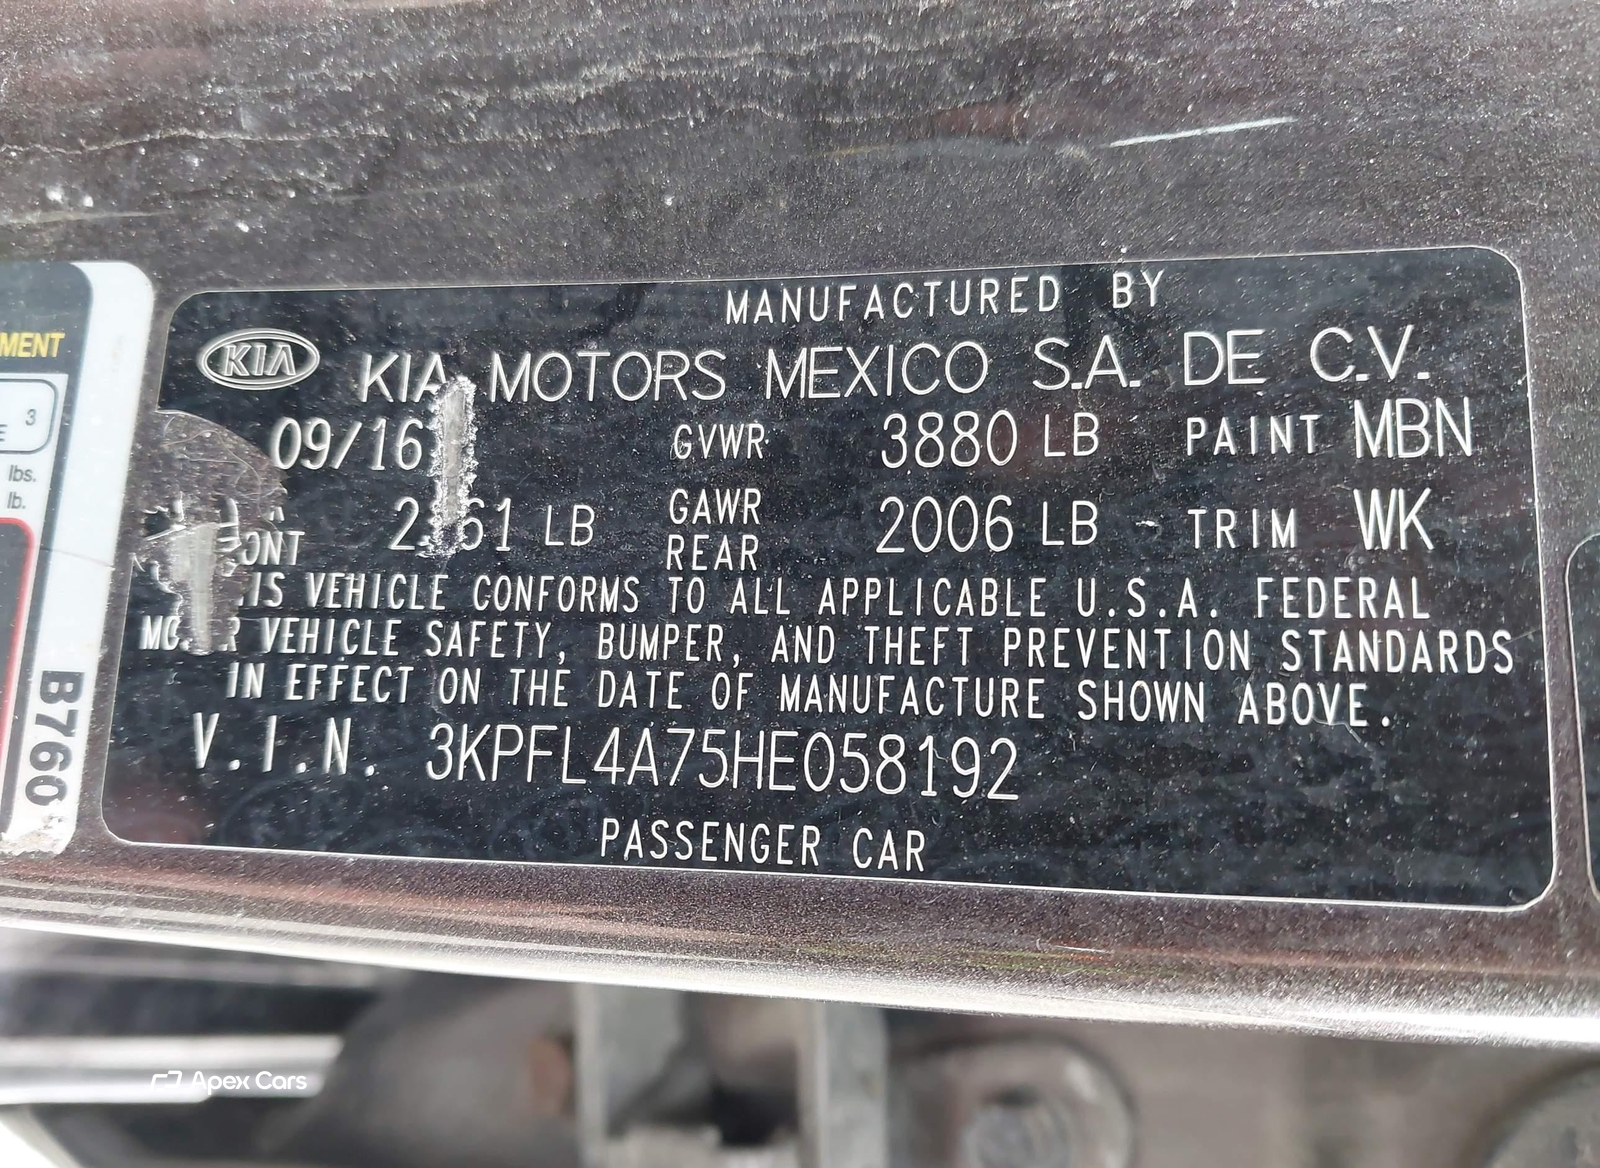 MANUFACTURED BY
KIA KIA MOTORS MEXICO S.A. DE C.V.
09/16 GVWR 3880 LB PAINT MBN
LB GAWR REAR 2006 LB TRIM WK
VEHICLE CONFORMS TO ALL APPLICABLE U.S.A. FEDERAL
VEHICLE SAFETY, BUMPER, AND THEFT PREVENTION STANDARDS
IN EFFECT ON THE DATE OF MANUFACTURE SHOWN ABOVE.
V.I.N. 3KPFL4A75HE058192
PASSENGER CAR
3
lbs.
lb.
B760
Apex Cars